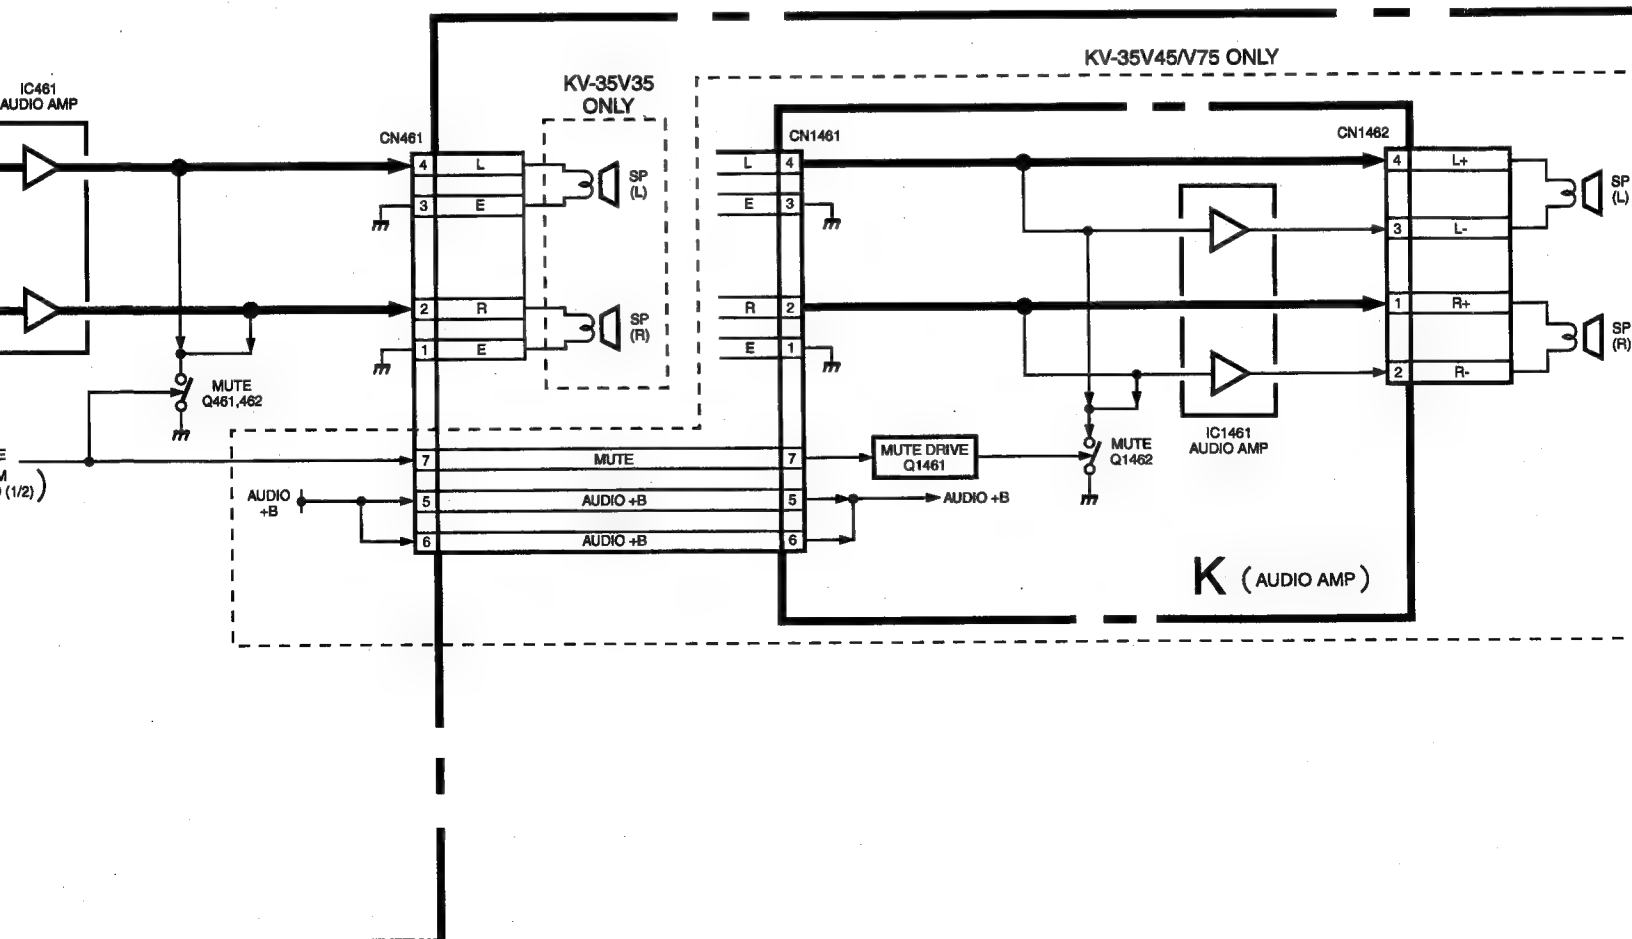 KV-35V45/V75 ONLY
IC461
AUDIO AMP
KV-35V35
ONLY
CN461
CN1461
CN1462
4 L
3 E
2 R
1 E
SP
(L)
SP
(R)
L 4
E 3
R 2
E 1
4 L+
3 L-
1 R+
2 R-
SP
(L)
SP
(R)
MUTE
Q461,462
IC1461
AUDIO AMP
7 MUTE 7
MUTE DRIVE
Q1461
MUTE
Q1462
E
M
(1/2))
AUDIO
+B
5 AUDIO +B 5
AUDIO +B
6 AUDIO +B 6
K (AUDIO AMP)